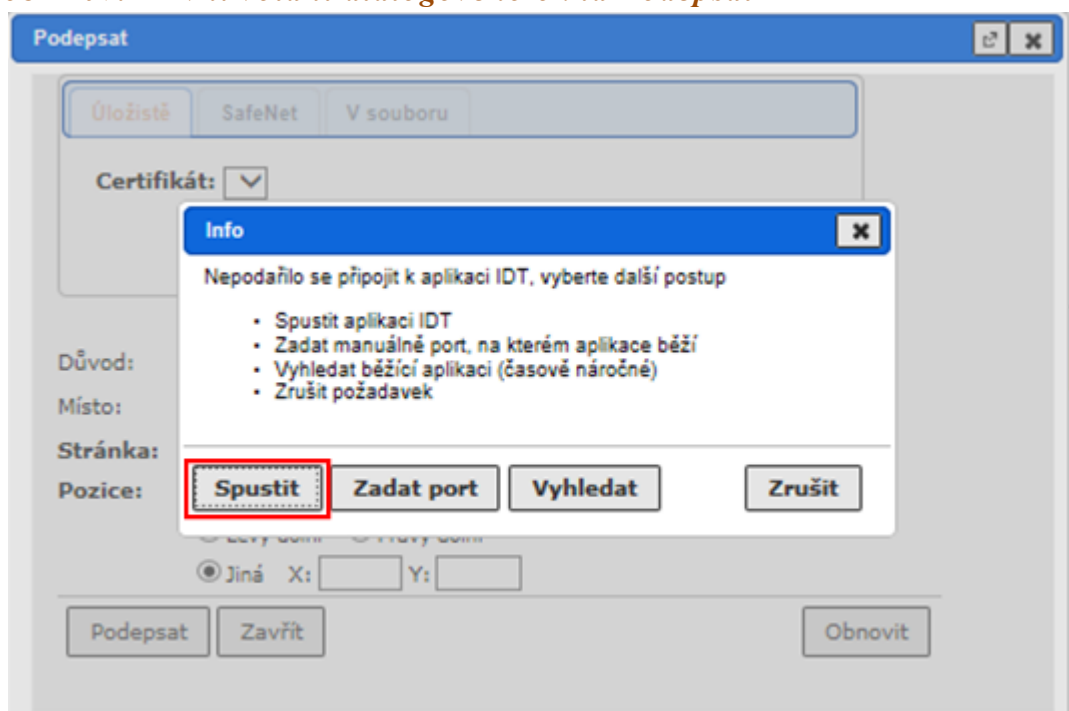 Podepsat
Úložiště SafeNet V souboru
Certifikát:
Info
Nepodařilo se připojit k aplikaci IDT, vyberte další postup
• Spustit aplikaci IDT
• Zadat manuálně port, na kterém aplikace běží
• Vyhledat běžící aplikaci (časově náročné)
• Zrušit požadavek
Důvod:
Místo:
Stránka:
Pozice:
Spustit Zadat port Vyhledat Zrušit
Jiná X: Y:
Podepsat Zavřít Obnovit